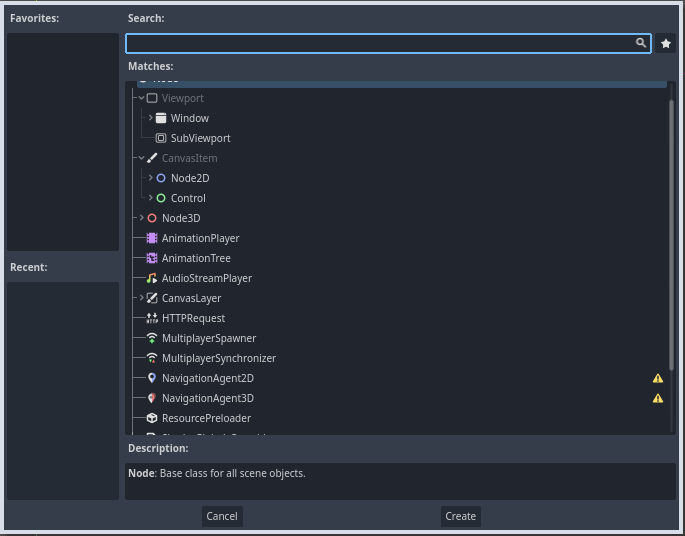 Favorites:
Search:
Matches:
Node
Viewport
Window
SubViewport
CanvasItem
Node2D
Control
Node3D
AnimationPlayer
AnimationTree
AudioStreamPlayer
CanvasLayer
HTTPRequest
MultiplayerSpawner
MultiplayerSynchronizer
NavigationAgent2D
NavigationAgent3D
ResourcePreloader
Recent:
Description:
Node: Base class for all scene objects.
Cancel
Create